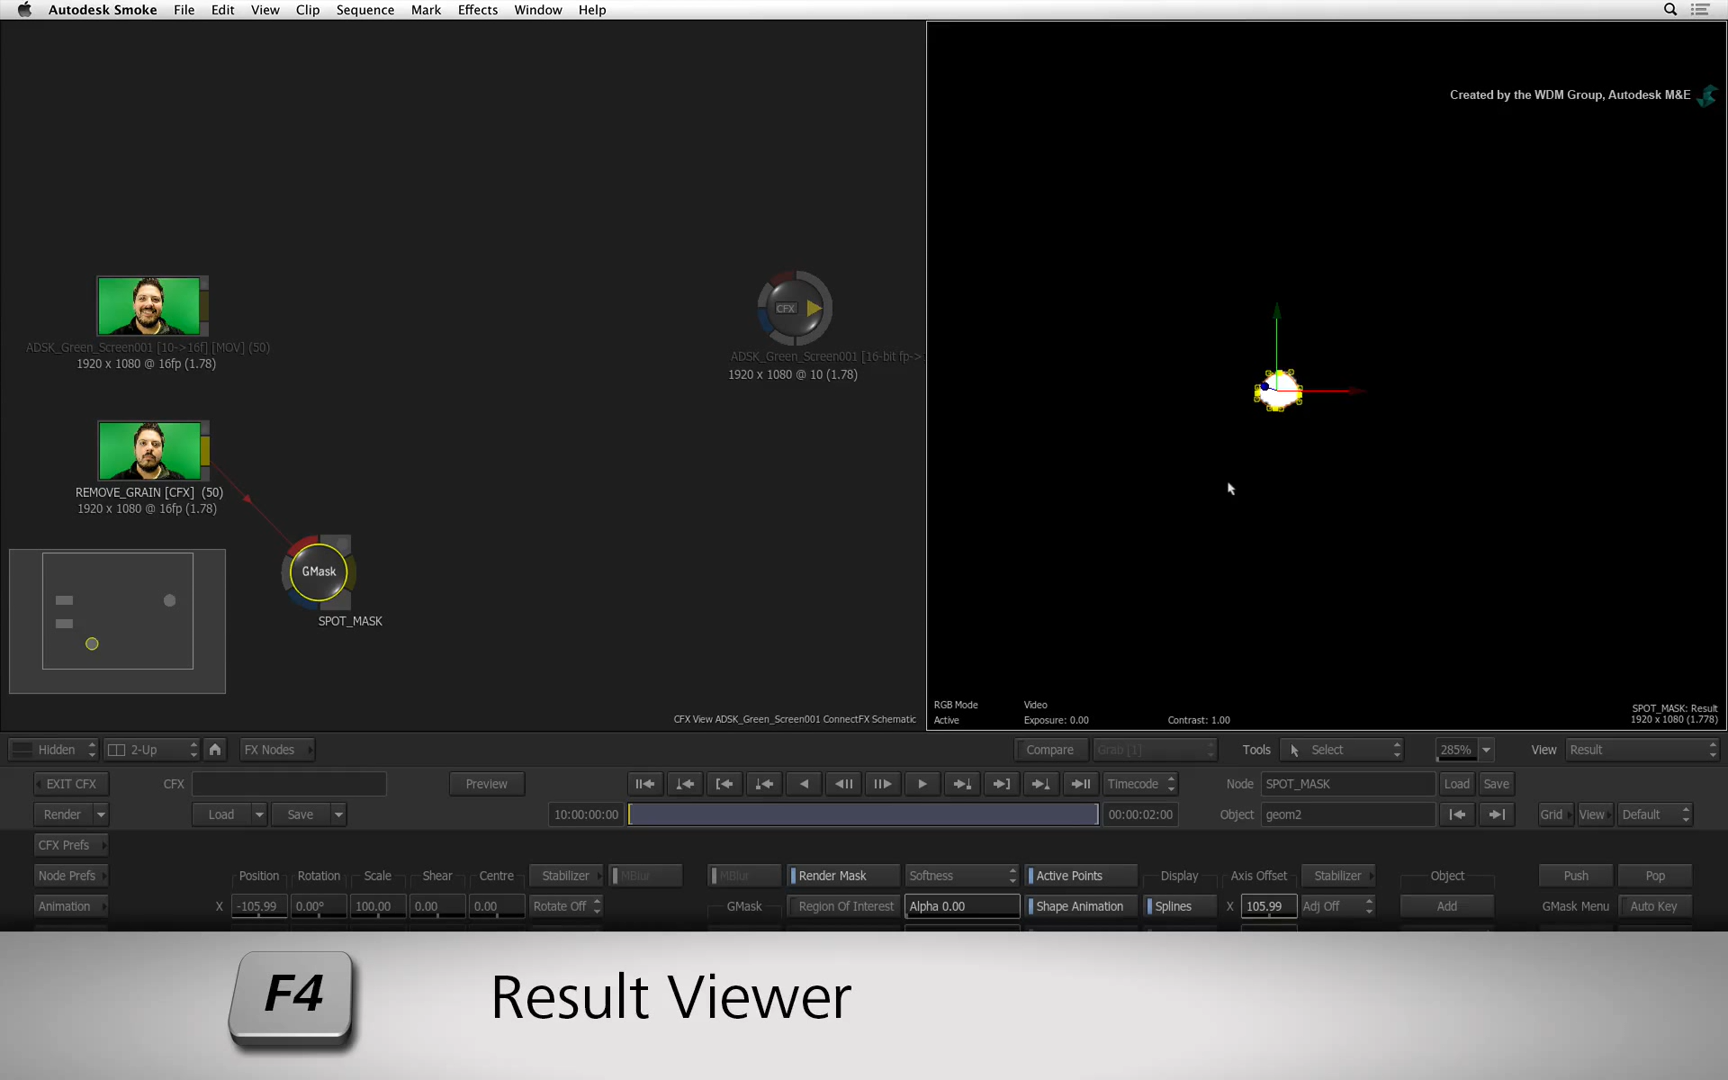 Autodesk Smoke File Edit View Clip Sequence Mark Effects Window Help
Created by the WDM Group, Autodesk M&E
ADSK_Green_Screen001 [10->16f] [MOV] (50)
1920 x 1080 @ 16fp (1.78)
CFX
ADSK_Green_Screen001 [16-bit fp->
1920 x 1080 @ 10 (1.78)
REMOVE_GRAIN [CFX] (50)
1920 x 1080 @ 16fp (1.78)
GMask
SPOT_MASK
CFX View ADSK_Green_Screen001 ConnectFX Schematic
RGB Mode Video SPOT_MASK: Result
Active Exposure: 0.00 Contrast: 1.00 1920 x 1080 (1.778)
Hidden 2-Up FX Nodes Compare Grab [1] Tools Select 285% View Result
EXIT CFX CFX Preview Timecode Node SPOT_MASK Load Save
Render Load Save 10:00:00:00 00:00:02:00 Object geom2 Grid View Default
CFX Prefs
Node Prefs Position Rotation Scale Shear Centre Stabilizer MBlur MBlur Render Mask Softness Active Points Display Axis Offset Stabilizer Object Push Pop
Animation X -105.99 0.00° 100.00 0.00 0.00 Rotate Off GMask Region Of Interest Alpha 0.00 Shape Animation Splines X 105.99 Adj Off Add GMask Menu Auto Key
F4 Result Viewer